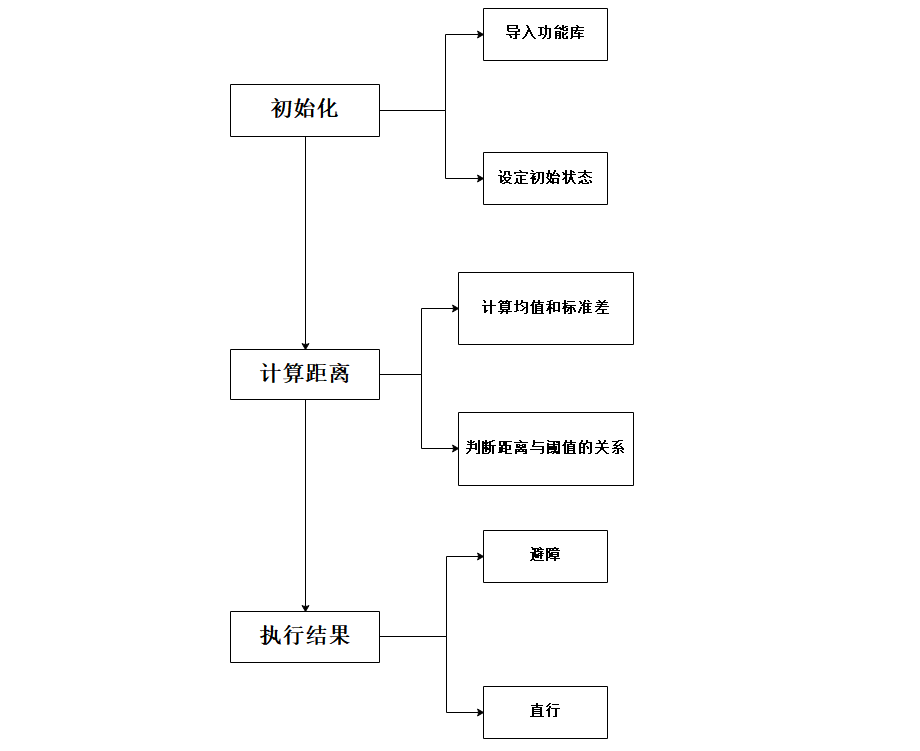 导入功能库
初始化
设定初始状态
计算均值和标准差
计算距离
判断距离与阈值的关系
避障
执行结果
直行